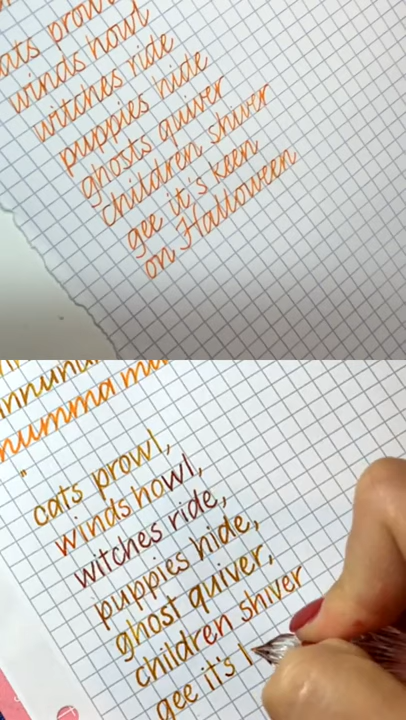 cats prowl
winds howl
witches ride
puppies hide
ghosts quiver
children shiver
gee it's keen
on Halloween
numma
"
cats prowl,
winds howl,
witches ride,
puppies hide,
ghost quiver,
children shiver
gee it's